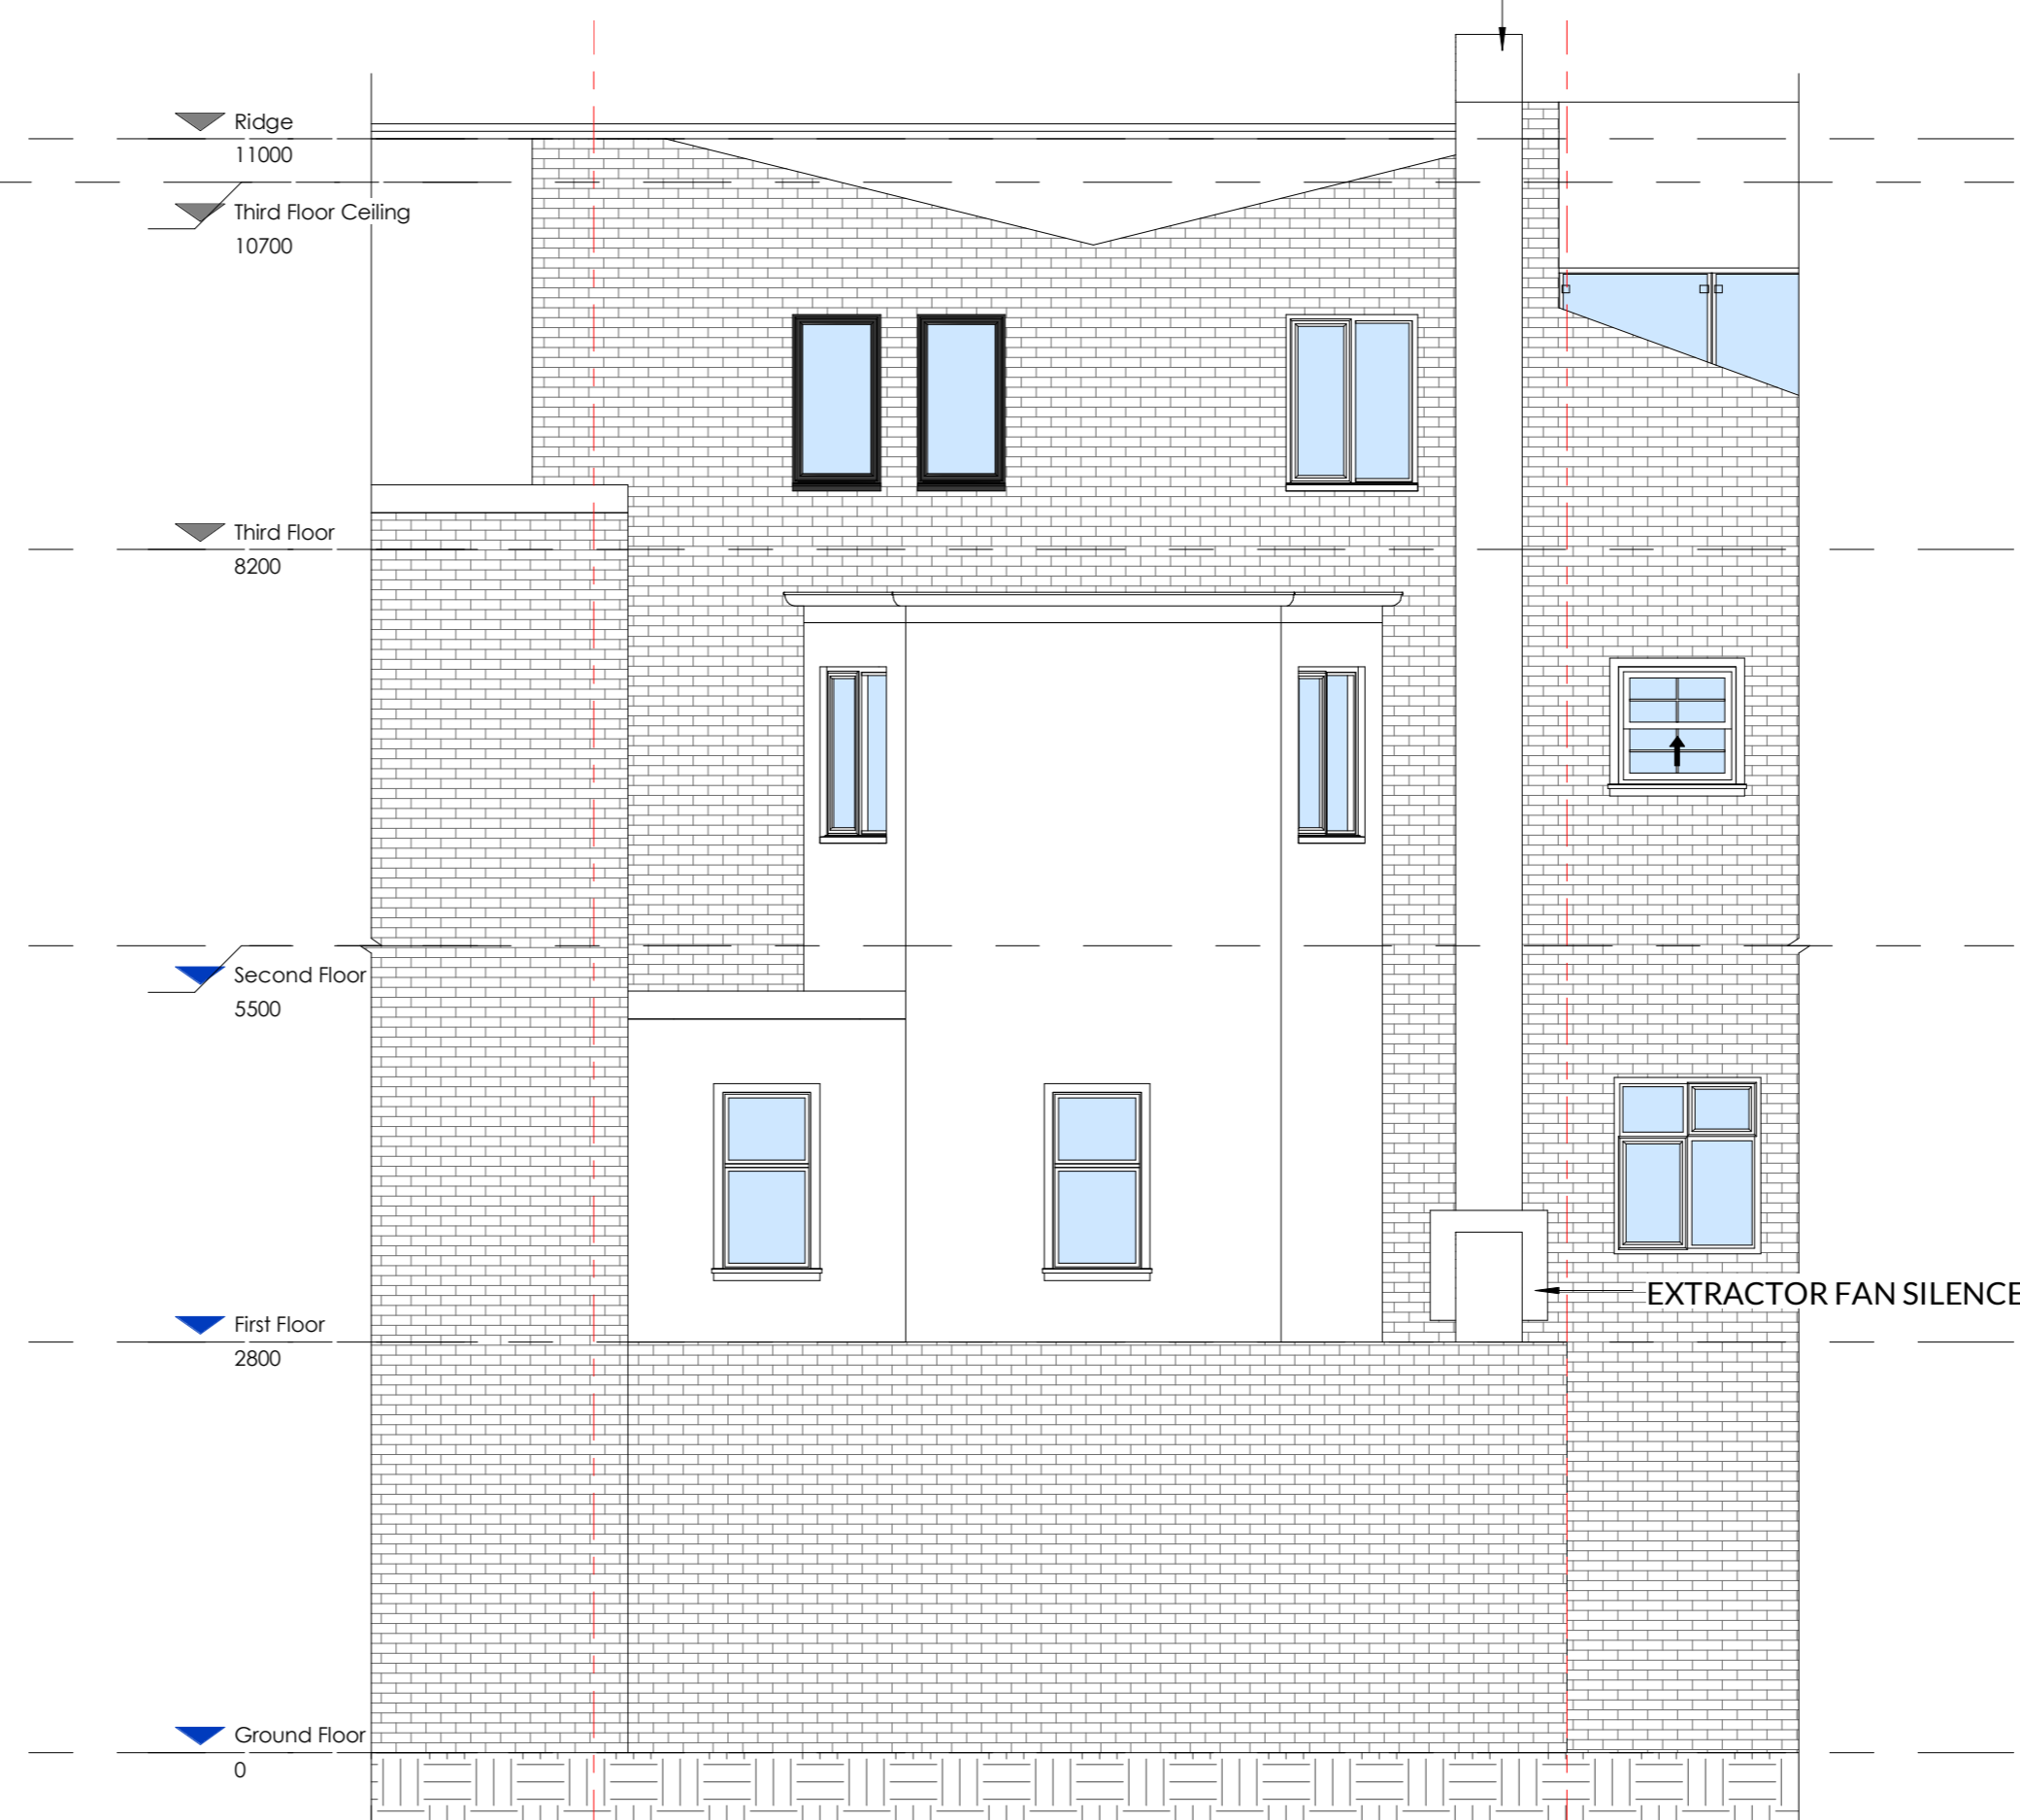 Ridge
11000
Third Floor Ceiling
10700
Third Floor
8200
Second Floor
5500
EXTRACTOR FAN SILENCE
First Floor
2800
Ground Floor
0